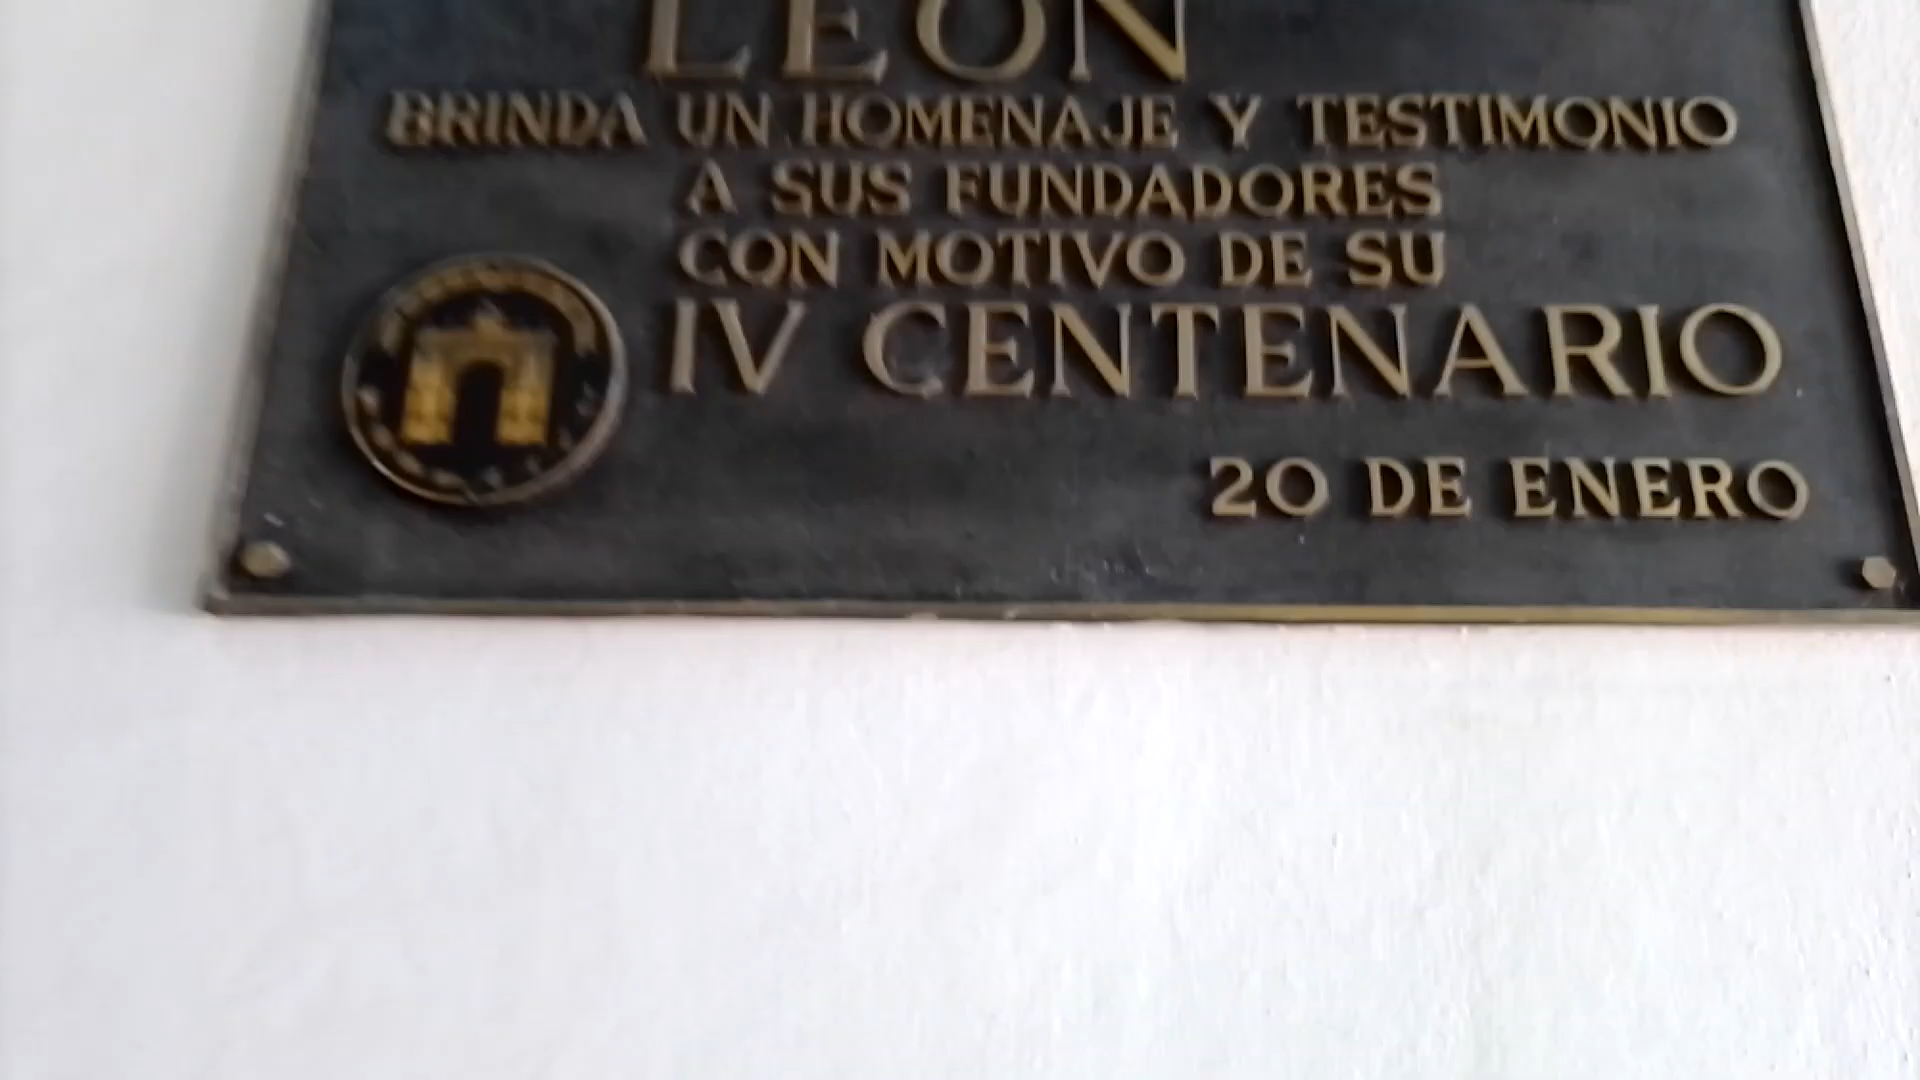 LEON
BRINDA UN HOMENAJE Y TESTIMONIO
A SUS FUNDADORES
CON MOTIVO DE SU
IV CENTENARIO
20 DE ENERO